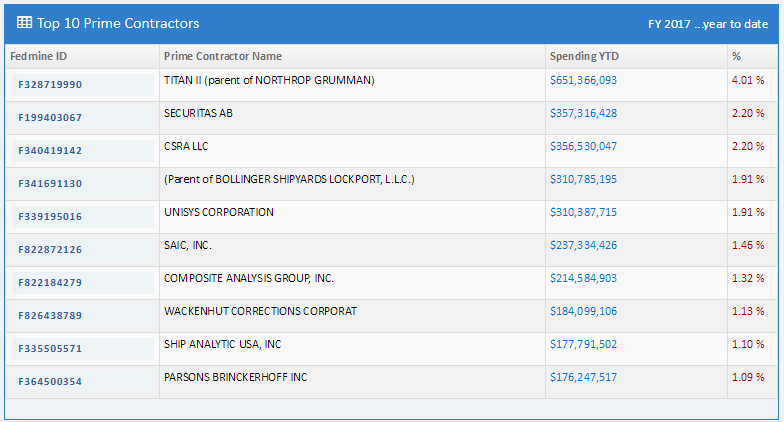 Top 10 Prime Contractors FY 2017 ...year to date
Fedmine ID Prime Contractor Name Spending YTD %
F328719990 TITAN II (parent of NORTHROP GRUMMAN) $651,366,093 4.01 %
F199403067 SECURITAS AB $357,316,428 2.20 %
F340419142 CSRA LLC $356,530,047 2.20 %
F341691130 (Parent of BOLLINGER SHIPYARDS LOCKPORT, L.L.C.) $310,785,195 1.91 %
F339195016 UNISYS CORPORATION $310,387,715 1.91 %
F822872126 SAIC, INC. $237,334,426 1.46 %
F822184279 COMPOSITE ANALYSIS GROUP, INC. $214,584,903 1.32 %
F826438789 WACKENHUT CORRECTIONS CORPORAT $184,099,106 1.13 %
F335505571 SHIP ANALYTIC USA, INC $177,791,502 1.10 %
F364500354 PARSONS BRINCKERHOFF INC $176,247,517 1.09 %